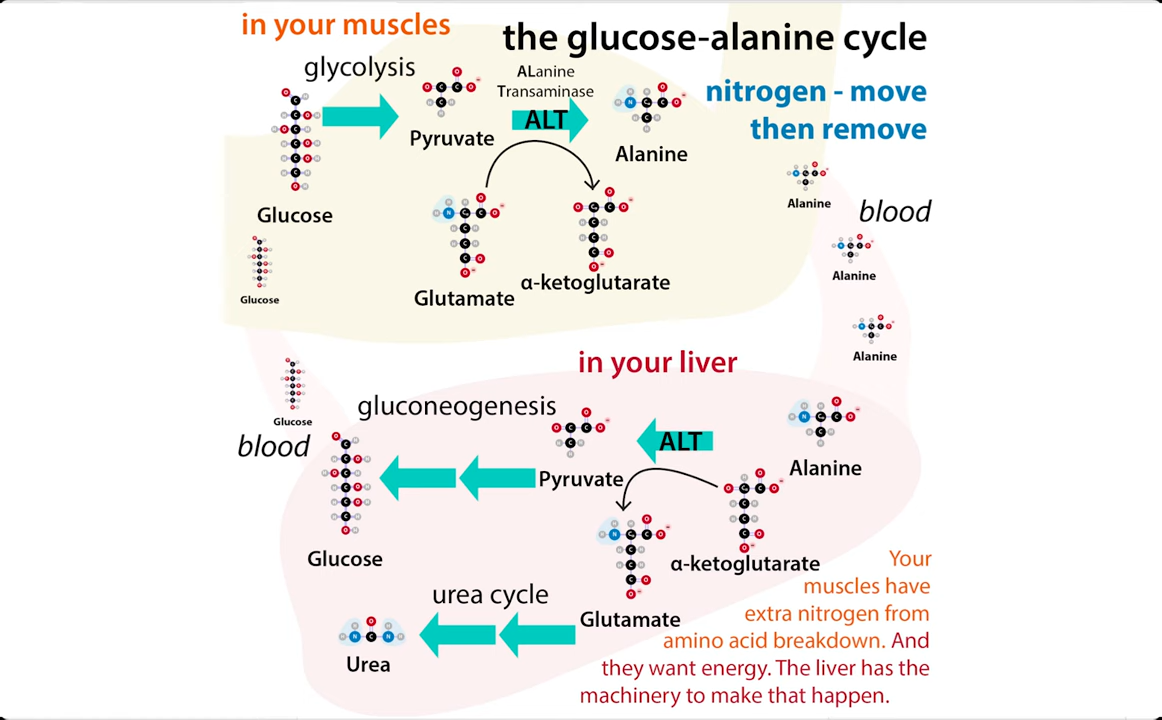 in your muscles
the glucose-alanine cycle
nitrogen - move
then remove
glycolysis
ALanine
Transaminase
ALT
Pyruvate
Alanine
Glucose
Glutamate
α-ketoglutarate
Glucose
Alanine
blood
Alanine
Alanine
Glucose
blood
in your liver
gluconeogenesis
ALT
Pyruvate
Alanine
Glucose
α-ketoglutarate
Glutamate
urea cycle
Urea
Your
muscles have
extra nitrogen from
amino acid breakdown. And
they want energy. The liver has the
machinery to make that happen.